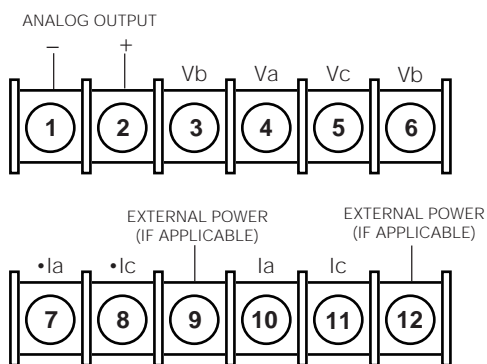 ANALOG OUTPUT
– +
Vb Va Vc Vb
1 2 3 4 5 6
EXTERNAL POWER
(IF APPLICABLE)
EXTERNAL POWER
(IF APPLICABLE)
•Ia •Ic Ia Ic
7 8 9 10 11 12